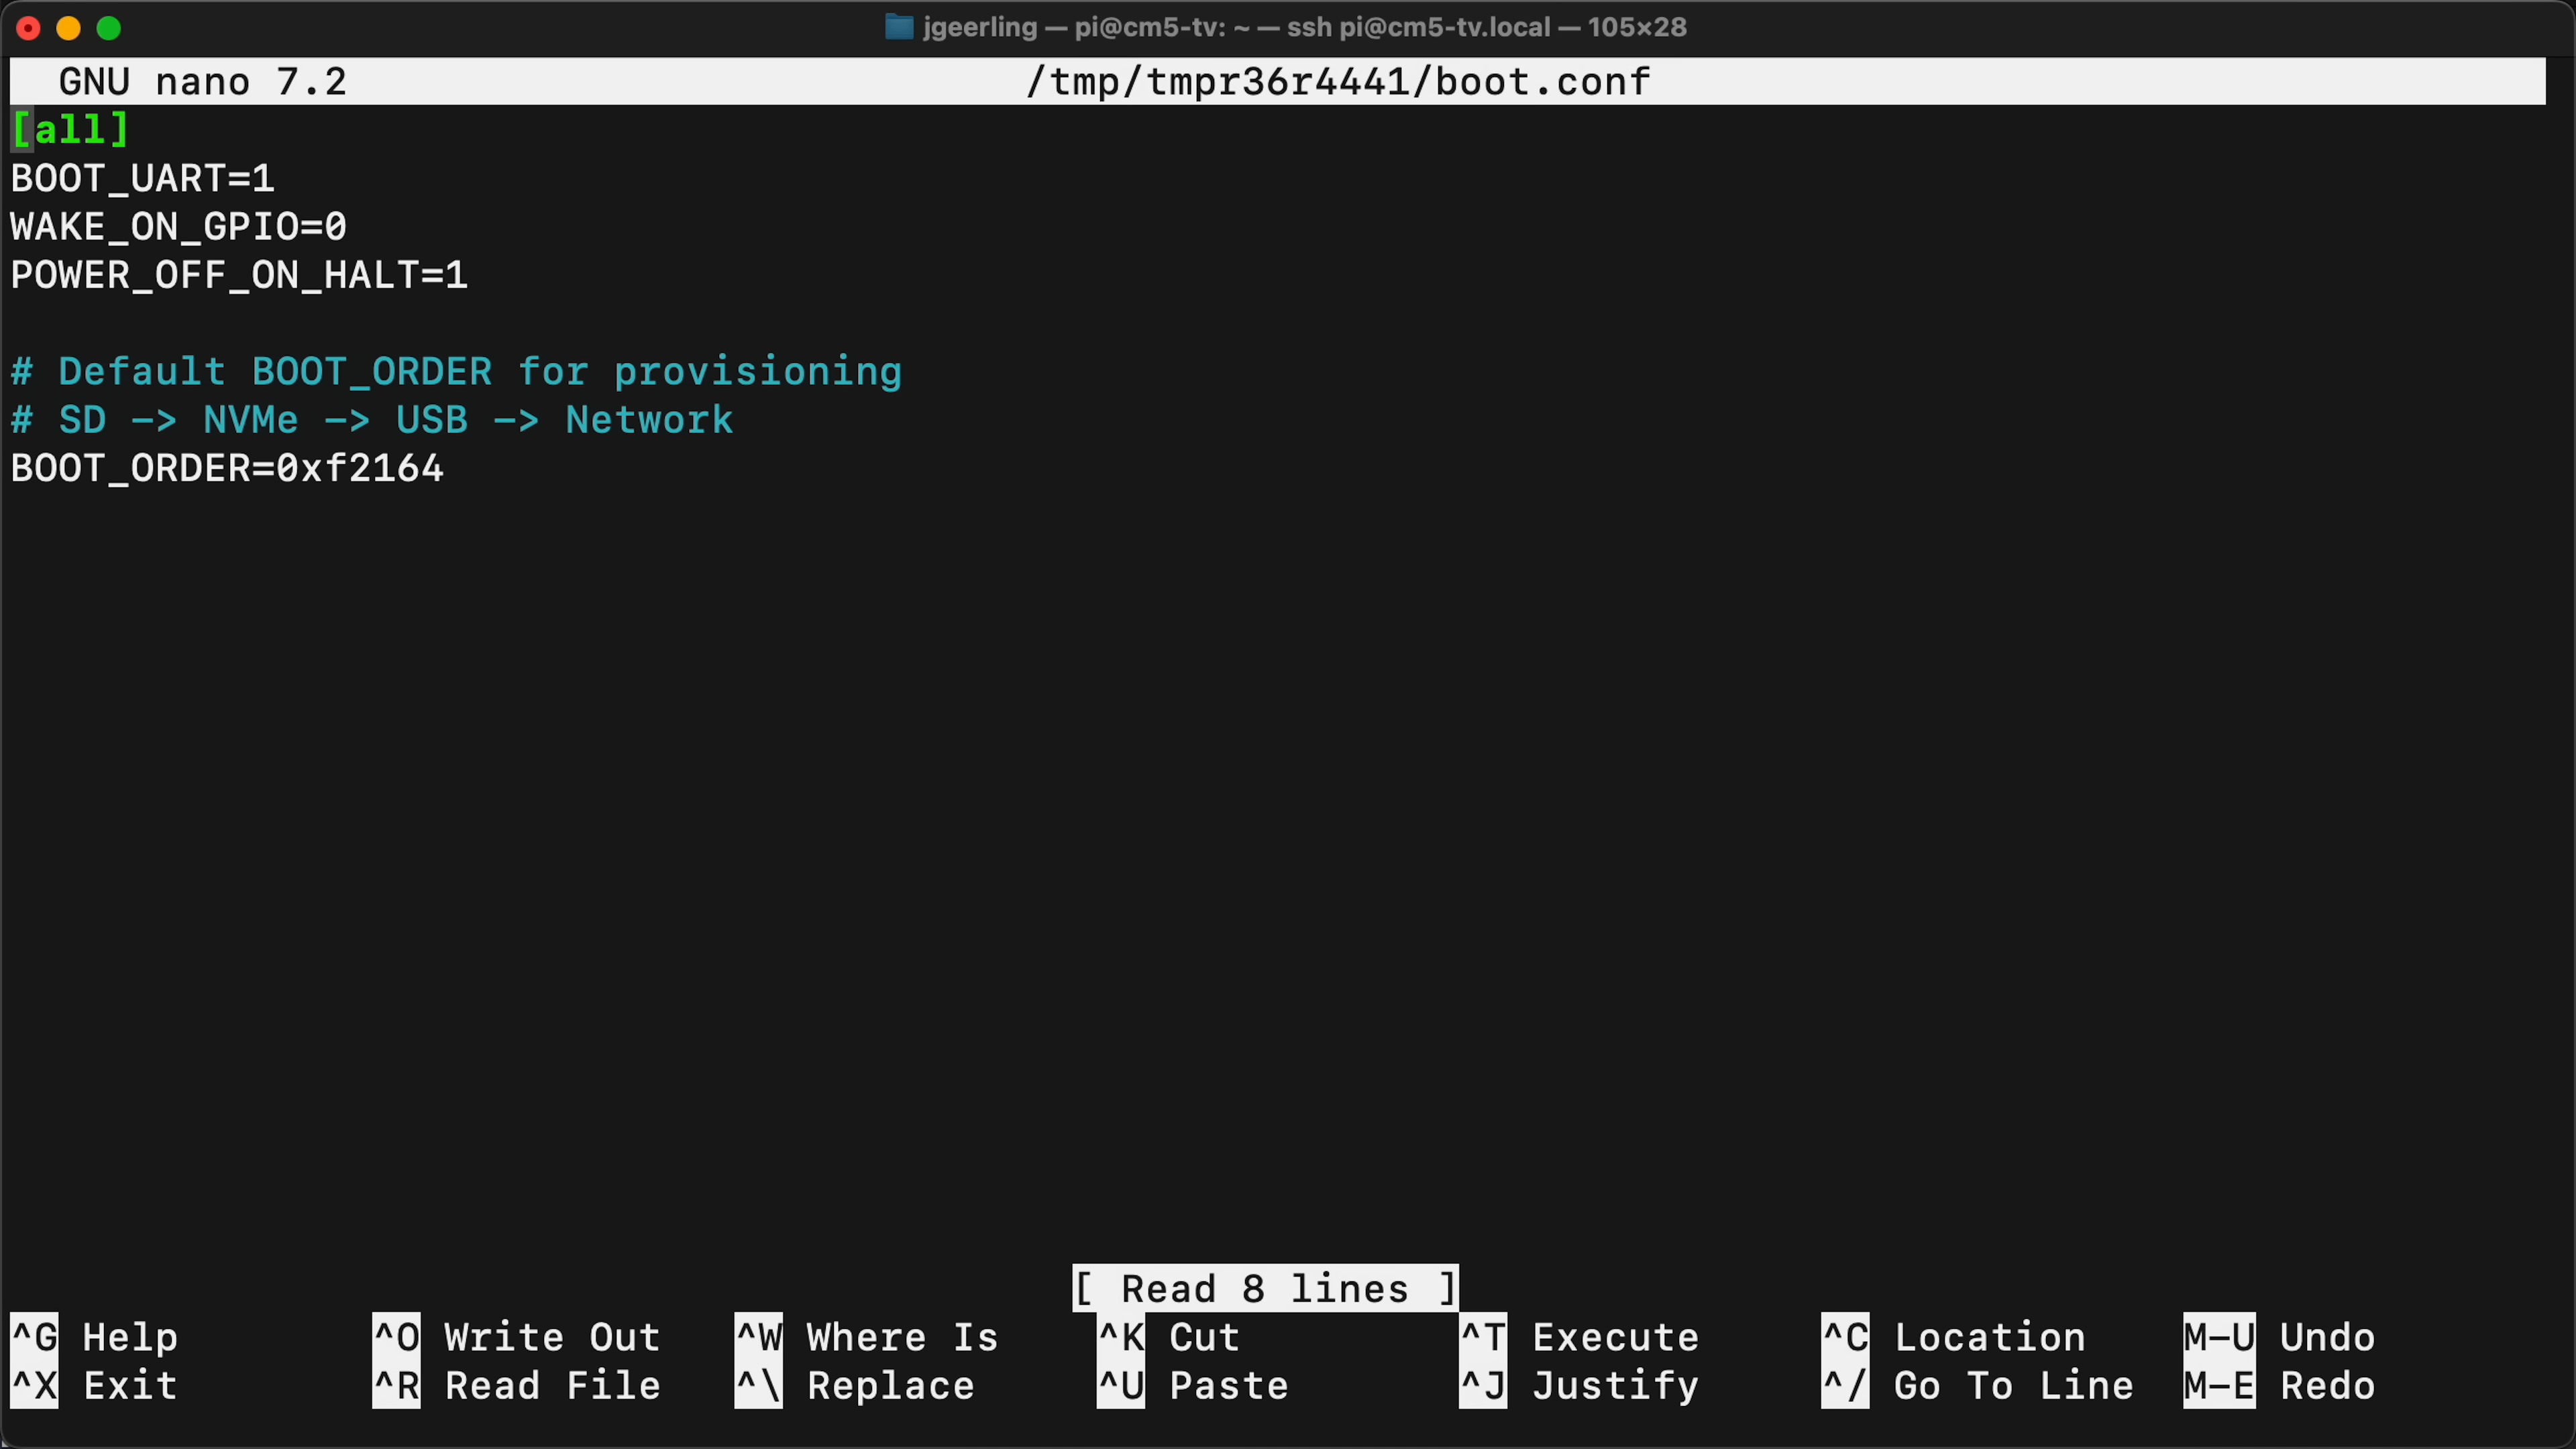 jgeerling — pi@cm5-tv: ~ — ssh pi@cm5-tv.local — 105×28
GNU nano 7.2 /tmp/tmpr36r4441/boot.conf
[all]
BOOT_UART=1
WAKE_ON_GPIO=0
POWER_OFF_ON_HALT=1
# Default BOOT_ORDER for provisioning
# SD -> NVMe -> USB -> Network
BOOT_ORDER=0xf2164
[ Read 8 lines ]
^G Help ^O Write Out ^W Where Is ^K Cut ^T Execute ^C Location M-U Undo
^X Exit ^R Read File ^\ Replace ^U Paste ^J Justify ^/ Go To Line M-E Redo